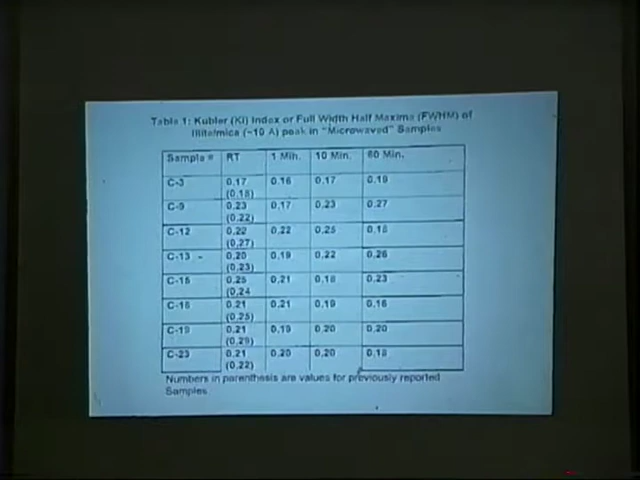 Table 1: Kubler (KI) Index or Full Width Half Maxima (FWHM) of
Illite/mica (~10 A) peak in "Microwaved" Samples
Sample # RT 1 Min. 10 Min. 60 Min.
C-3 0.17 0.16 0.17 0.19
(0.18)
C-9 0.23 0.17 0.23 0.27
(0.22)
C-12 0.22 0.22 0.25 0.18
(0.27)
C-13 0.20 0.19 0.22 0.26
(0.23)
0.25 0.21 0.18 0.23
(0.24
0.21 0.21 0.19 0.16
(0.25)
C-19 0.21 0.19 0.20 0.20
(0.29)
C-23 0.21 0.20 0.20 0.18
(0.22)
Numbers in parenthesis are values for previously reported
Samples